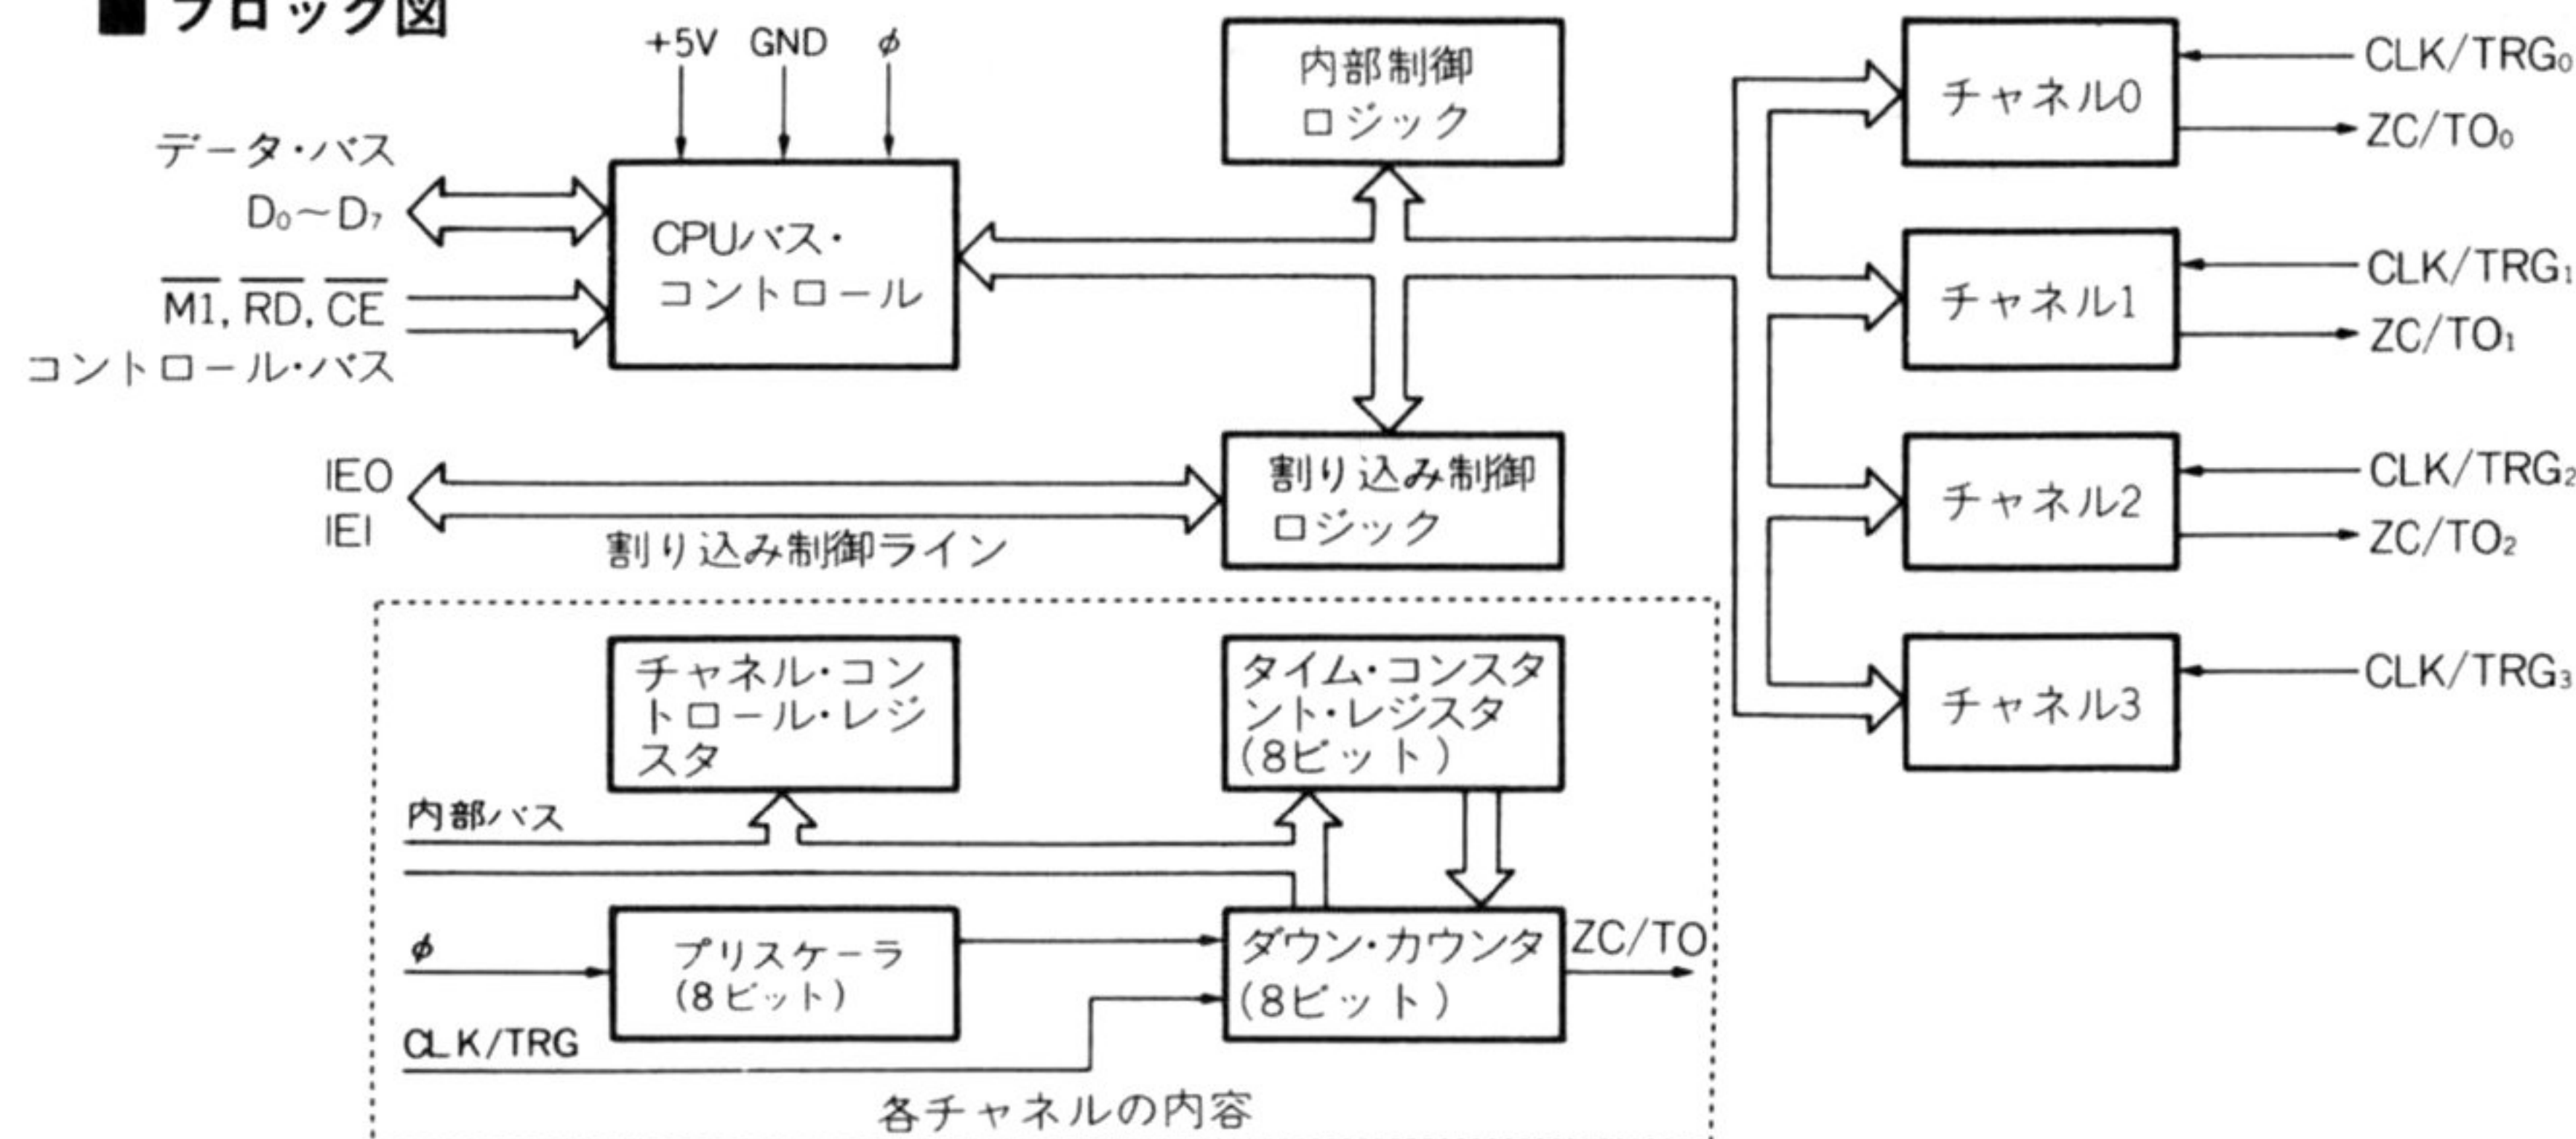 ■ ブロック図
+5V GND φ
データ・バス
D₀～D₇
M̅1̅, R̅D̅, C̅E̅
コントロール・バス
CPUバス・
コントロール
内部制御
ロジック
チャネル0
CLK/TRG₀
ZC/TO₀
チャネル1
CLK/TRG₁
ZC/TO₁
チャネル2
CLK/TRG₂
ZC/TO₂
チャネル3
CLK/TRG₃
IEO
IEI
割り込み制御ライン
割り込み制御
ロジック
チャネル・コン
トロール・レジ
スタ
タイム・コンスタ
ント・レジスタ
(8ビット)
内部バス
φ
プリスケーラ
(8ビット)
ダウン・カウンタ
(8ビット)
ZC/TO
CLK/TRG
各チャネルの内容